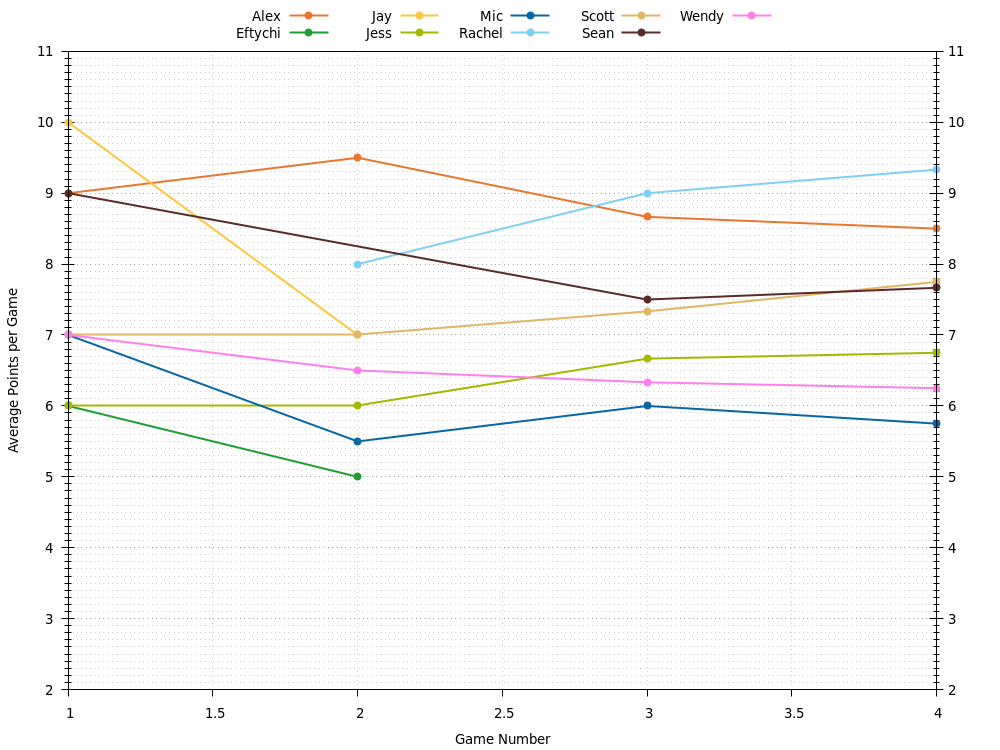 Alex Jay Mic Scott Wendy
Eftychi Jess Rachel Sean
11 11
10 10
9 9
8 8
7 7
6 6
5 5
4 4
3 3
2 2
Average Points per Game
1 1.5 2 2.5 3 3.5 4
Game Number